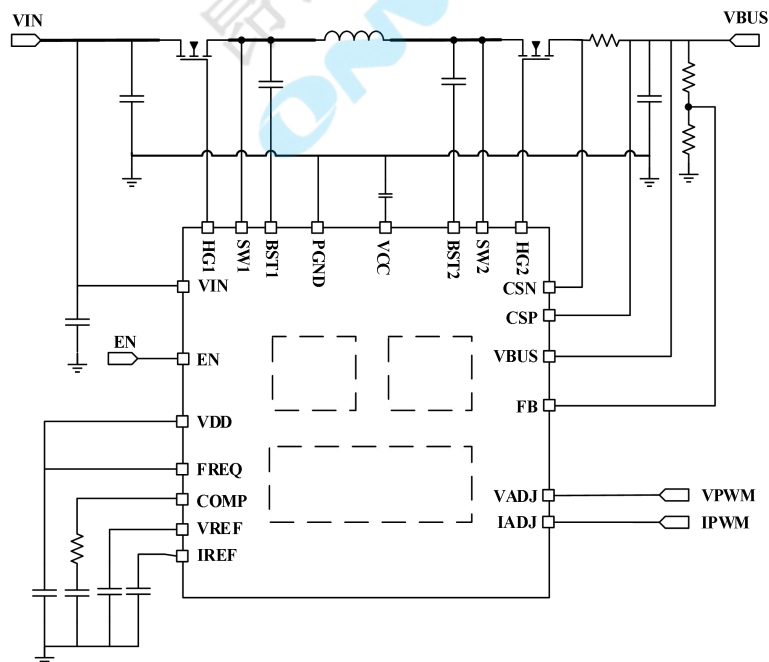 VIN
VBUS
HG1
SW1
BST1
PGND
VCC
BST2
SW2
HG2
VIN
CSN
CSP
EN
EN
VBUS
VDD
FB
FREQ
COMP
VADJ
VPWM
VREF
IADJ
IPWM
IREF